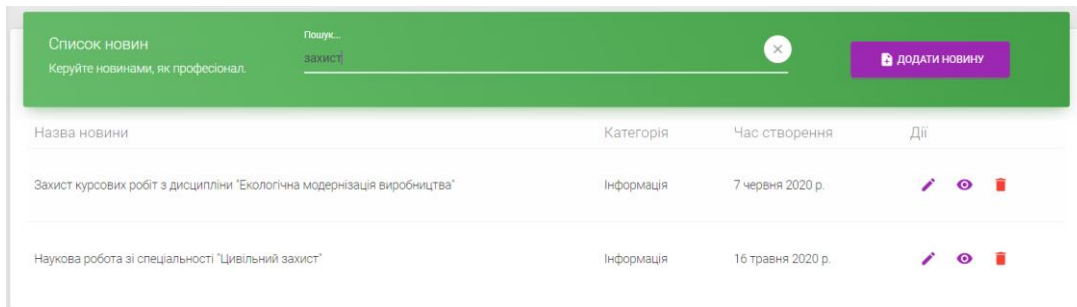 Список новин
Керуйте новинами, як професіонал.
Пошук...
захист
ДОДАТИ НОВИНУ
Назва новини Категорія Час створення Дії
Захист курсових робіт з дисципліни "Екологічна модернізація виробництва" Інформація 7 червня 2020 р.
Наукова робота зі спеціальності "Цивільний захист" Інформація 16 травня 2020 р.